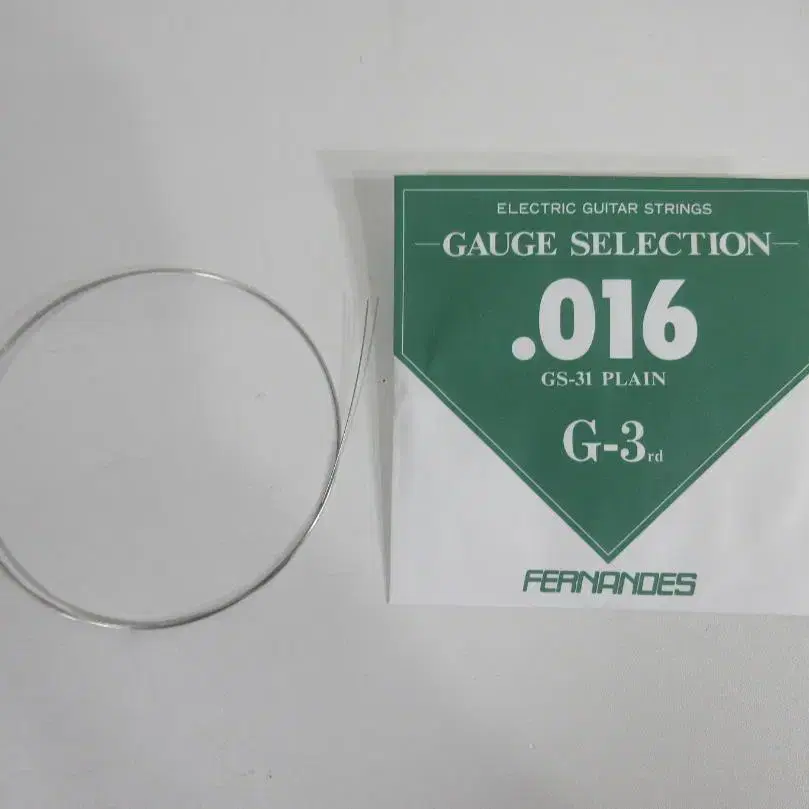 ELECTRIC GUITAR STRINGS
GAUGE SELECTION
.016
GS-31 PLAIN
G-3rd
FERNANDES